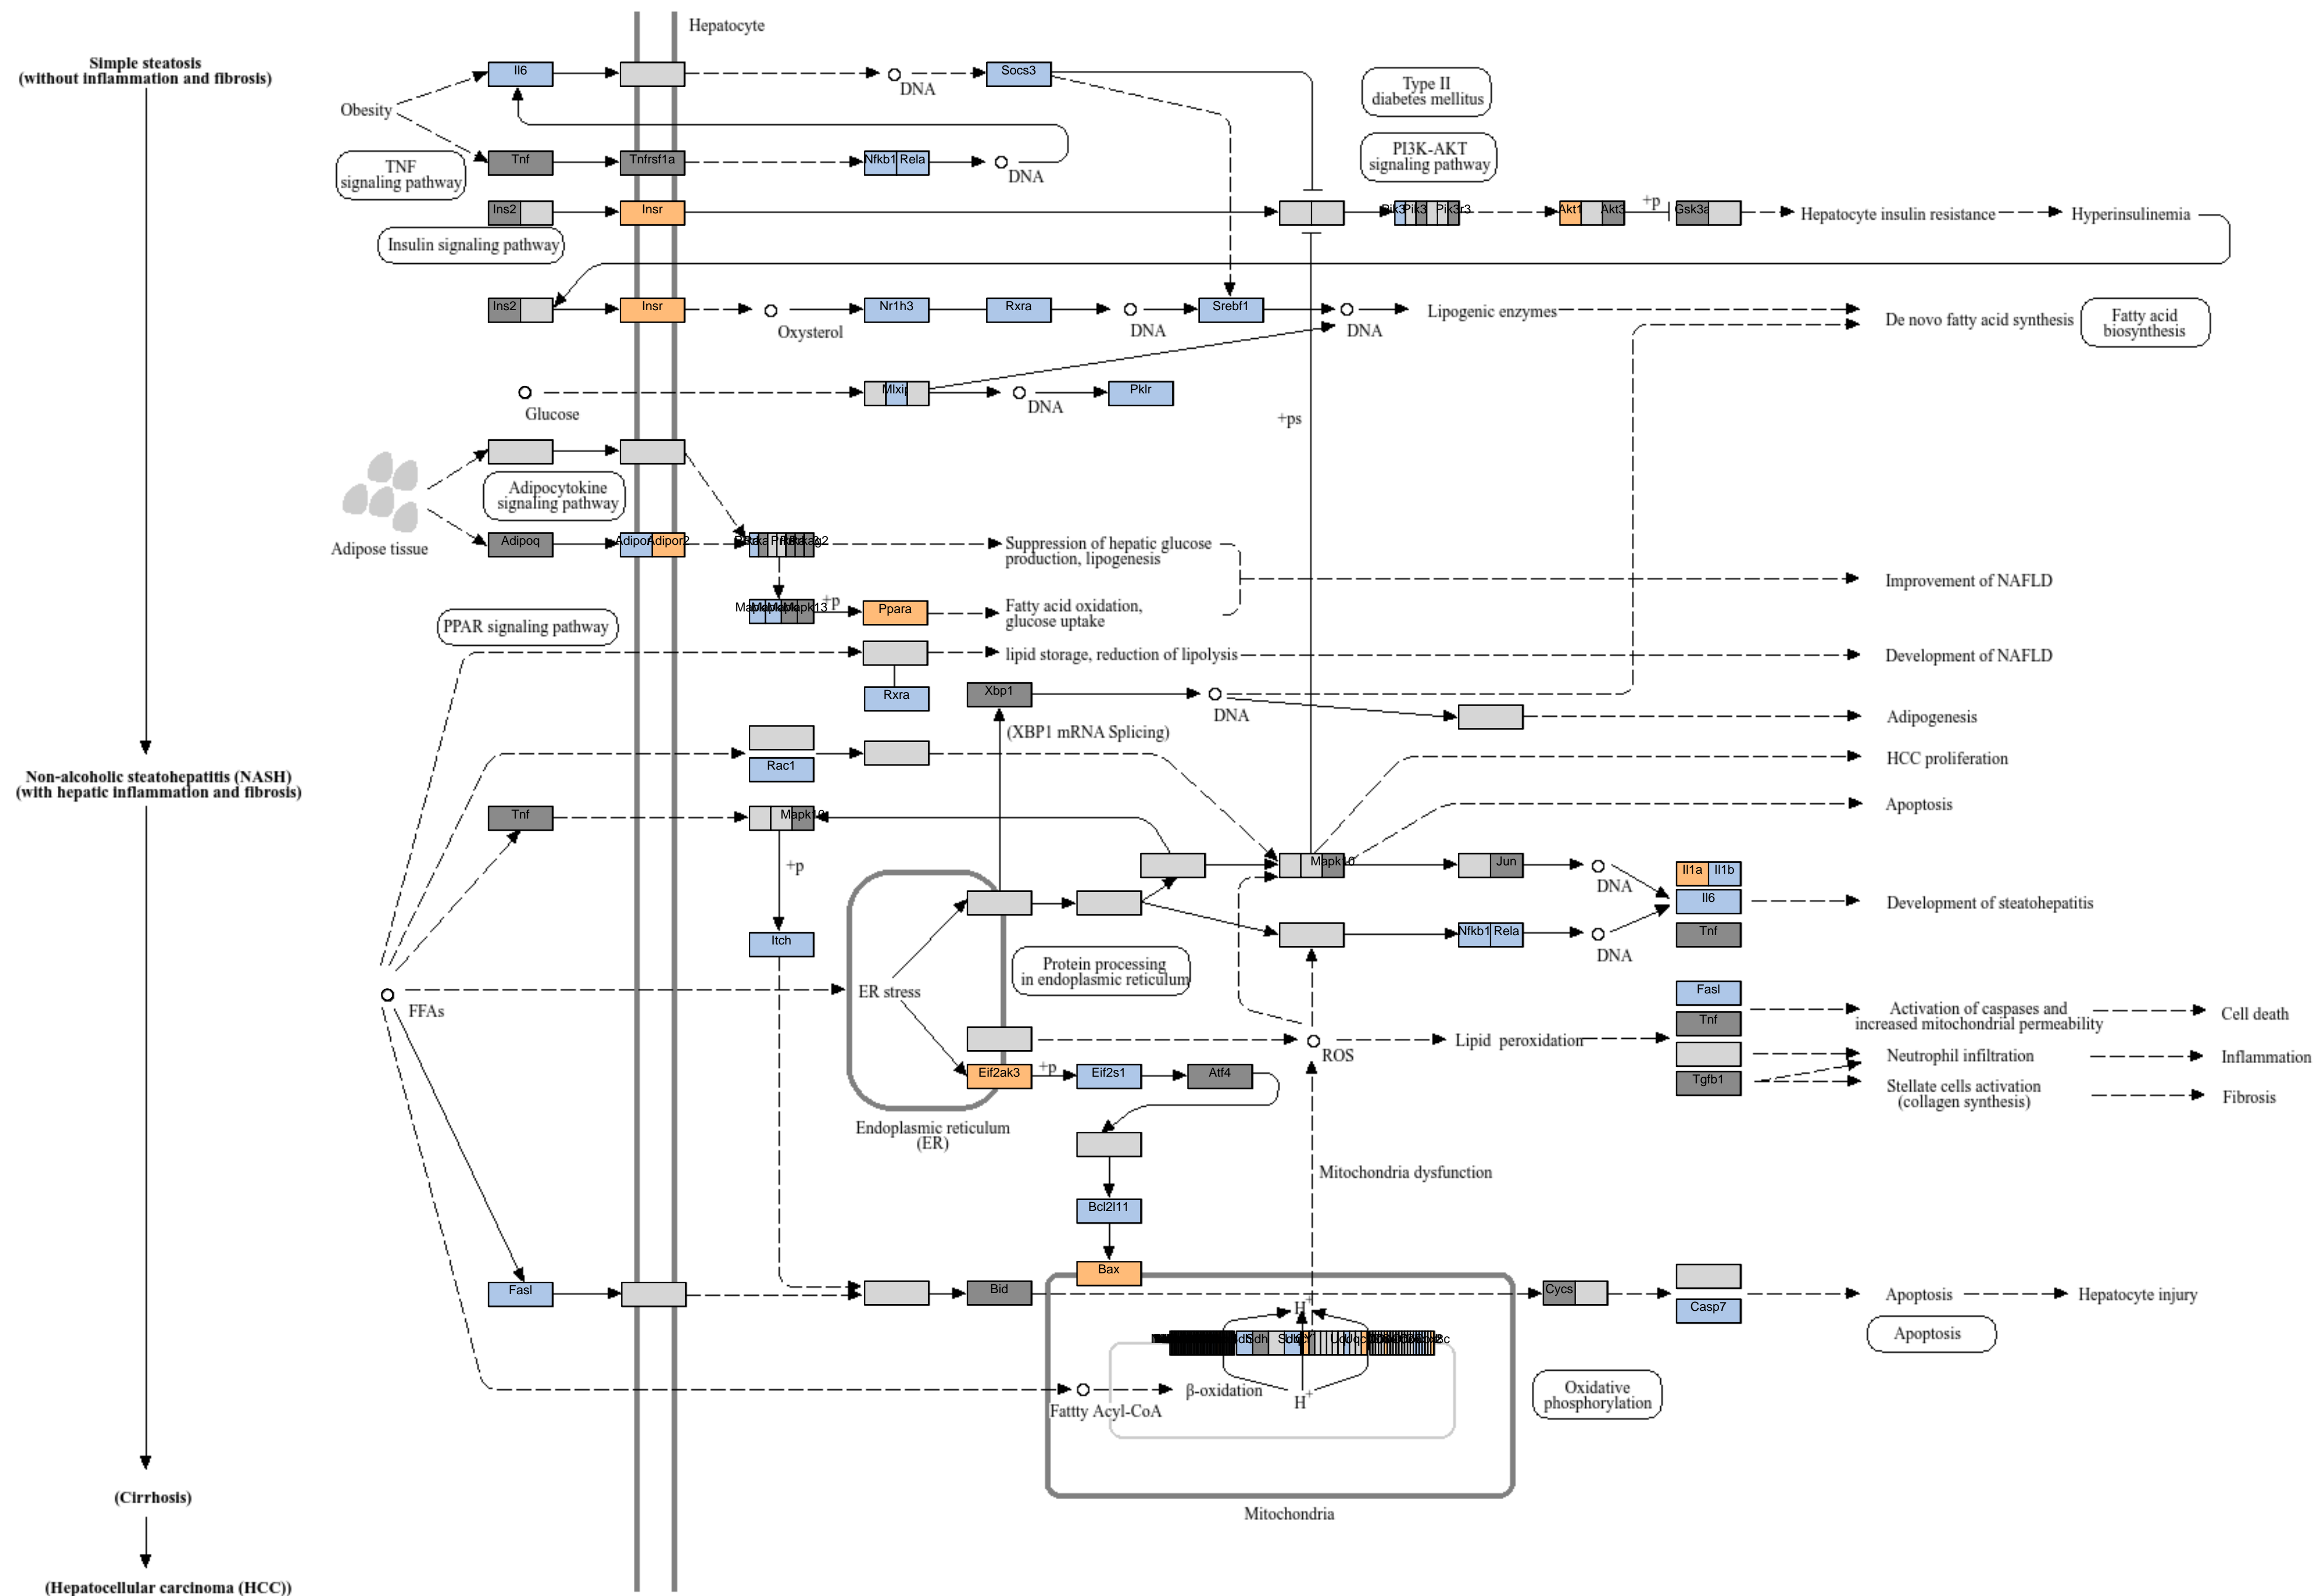 Hepatocyte
Simple steatosis
(without inflammation and fibrosis)
Il6
DNA
Socs3
Type II
diabetes mellitus
Obesity
TNF
signaling pathway
Tnf
Tnfrsf1a
Nfkb1
Rela
DNA
PI3K-AKT
signaling pathway
Ins2
Insr
Pik3r3
Akt1
Akt3
+p
Gsk3a
Hepatocyte insulin resistance
Hyperinsulinemia
Insulin signaling pathway
Ins2
Insr
Oxysterol
Nr1h3
Rxra
DNA
Srebf1
DNA
Lipogenic enzymes
De novo fatty acid synthesis
Fatty acid
biosynthesis
Glucose
Mlxip
DNA
Pklr
+ps
Adipocytokine
signaling pathway
Adipose tissue
Adipoq
Adipor2
Suppression of hepatic glucose
production, lipogenesis
Improvement of NAFLD
Mapk13
+p
Ppara
Fatty acid oxidation,
glucose uptake
PPAR signaling pathway
lipid storage, reduction of lipolysis
Development of NAFLD
Rxra
Xbp1
DNA
Adipogenesis
(XBP1 mRNA Splicing)
Rac1
HCC proliferation
Non-alcoholic steatohepatitis (NASH)
(with hepatic inflammation and fibrosis)
Apoptosis
Tnf
Mapk10
+p
Mapk10
Jun
DNA
Il1a
Il1b
Il6
Tnf
Development of steatohepatitis
Itch
Nfkb1
Rela
DNA
Protein processing
in endoplasmic reticulum
ER stress
FFAs
Fasl
Tnf
Tgfb1
Activation of caspases and
increased mitochondrial permeability
Cell death
ROS
Lipid peroxidation
Neutrophil infiltration
Inflammation
Stellate cells activation
(collagen synthesis)
Fibrosis
Eif2ak3
+p
Eif2s1
Atf4
Endoplasmic reticulum
(ER)
Mitochondria dysfunction
Bcl2l11
Bax
Fasl
Bid
Cycs
Casp7
Apoptosis
Hepatocyte injury
Apoptosis
H+
β-oxidation
H+
Fattty Acyl-CoA
Oxidative
phosphorylation
Mitochondria
(Cirrhosis)
(Hepatocellular carcinoma (HCC))